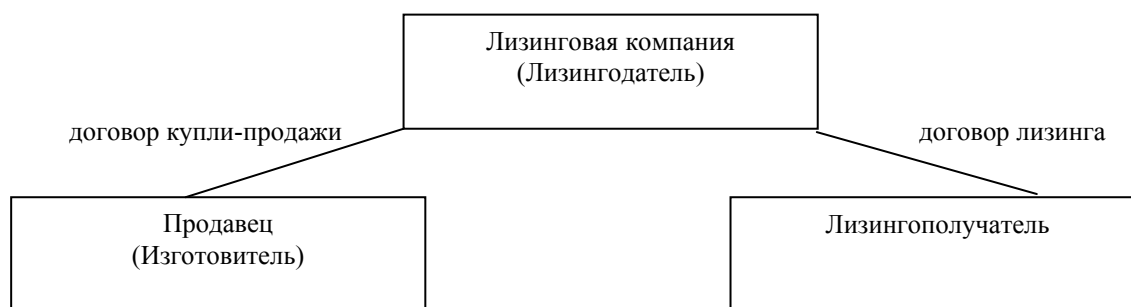 Лизинговая компания
(Лизингодатель)
договор купли-продажи
договор лизинга
Продавец
(Изготовитель)
Лизингополучатель